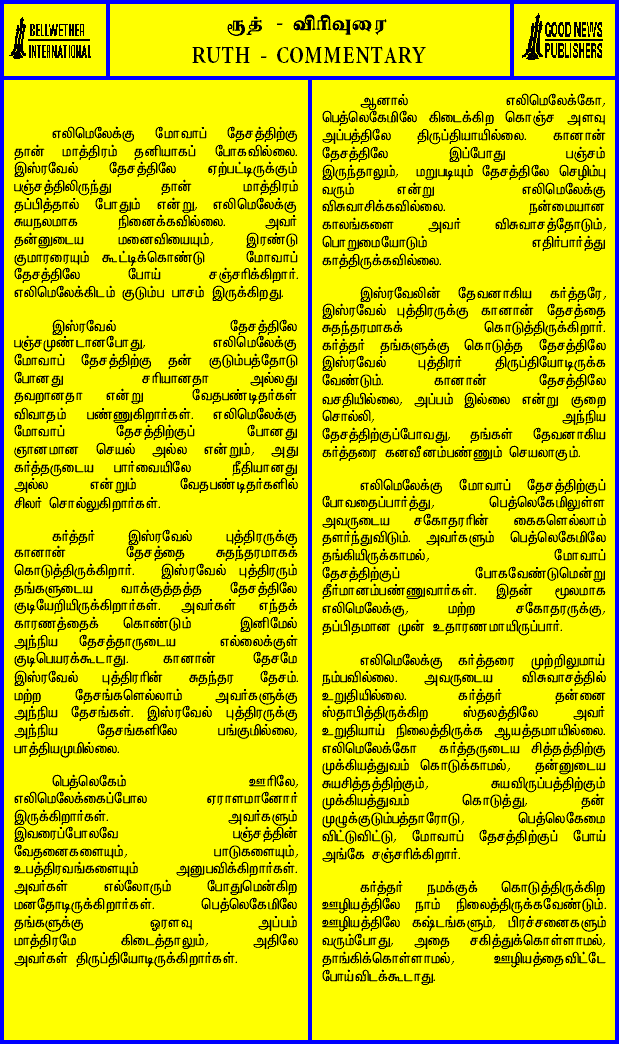 BELLWETHER
INTERNATIONAL
ரூத் - விரிவுரை
RUTH - COMMENTARY
GOOD NEWS
PUBLISHERS
எலிமெலேக்கு மோவாப் தேசத்திற்கு
தான் மாத்திரம் தனியாகப் போகவில்லை.
இஸ்ரவேல் தேசத்திலே ஏற்பட்டிருக்கும்
பஞ்சத்திலிருந்து தான் மாத்திரம்
தப்பித்தால் போதும் என்று, எலிமெலேக்கு
சுயநலமாக நினைக்கவில்லை. அவர்
தன்னுடைய மனைவியையும், இரண்டு
குமாரரையும் கூட்டிக்கொண்டு மோவாப்
தேசத்திலே போய் சஞ்சரிக்கிறார்.
எலிமெலேக்கிடம் குடும்ப பாசம் இருக்கிறது.
இஸ்ரவேல் தேசத்திலே
பஞ்சமுண்டானபோது, எலிமெலேக்கு
மோவாப் தேசத்திற்கு தன் குடும்பத்தோடு
போனது சரியானதா அல்லது
தவறானதா என்று வேதபண்டிதர்கள்
விவாதம் பண்ணுகிறார்கள். எலிமெலேக்கு
மோவாப் தேசத்திற்குப் போனது
ஞானமான செயல் அல்ல என்றும், அது
கர்த்தருடைய பார்வையிலே நீதியானது
அல்ல என்றும் வேதபண்டிதர்களில்
சிலர் சொல்லுகிறார்கள்.
கர்த்தர் இஸ்ரவேல் புத்திரருக்கு
கானான் தேசத்தை சுதந்தரமாகக்
கொடுத்திருக்கிறார். இஸ்ரவேல் புத்திரரும்
தங்களுடைய வாக்குத்தத்த தேசத்திலே
குடியேறியிருக்கிறார்கள். அவர்கள் எந்தக்
காரணத்தைக் கொண்டும் இனிமேல்
அந்நிய தேசத்தாருடைய எல்லைக்குள்
குடிபெயரக்கூடாது. கானான் தேசமே
இஸ்ரவேல் புத்திரரின் சுதந்தர தேசம்.
மற்ற தேசங்களெல்லாம் அவர்களுக்கு
அந்நிய தேசங்கள். இஸ்ரவேல் புத்திரருக்கு
அந்நிய தேசங்களிலே பங்குமில்லை,
பாத்தியமுமில்லை.
பெத்லெகேம் ஊரிலே,
எலிமெலேக்கைப்போல ஏராளமானோர்
இருக்கிறார்கள். அவர்களும்
இவரைப்போலவே பஞ்சத்தின்
வேதனைகளையும், பாடுகளையும்,
உபத்திரவங்களையும் அனுபவிக்கிறார்கள்.
அவர்கள் எல்லோரும் போதுமென்கிற
மனதோடிருக்கிறார்கள். பெத்லெகேமிலே
தங்களுக்கு ஓரளவு அப்பம்
மாத்திரமே கிடைத்தாலும், அதிலே
அவர்கள் திருப்தியோடிருக்கிறார்கள்.
ஆனால் எலிமெலேக்கோ,
பெத்லெகேமிலே கிடைக்கிற கொஞ்ச அளவு
அப்பத்திலே திருப்தியாயில்லை. கானான்
தேசத்திலே இப்போது பஞ்சம்
இருந்தாலும், மறுபடியும் தேசத்திலே செழிம்பு
வரும் என்று எலிமெலேக்கு
விசுவாசிக்கவில்லை. நன்மையான
காலங்களை அவர் விசுவாசத்தோடும்,
பொறுமையோடும் எதிர்பார்த்து
காத்திருக்கவில்லை.
இஸ்ரவேலின் தேவனாகிய கர்த்தரே,
இஸ்ரவேல் புத்திரருக்கு கானான் தேசத்தை
சுதந்தரமாகக் கொடுத்திருக்கிறார்.
கர்த்தர் தங்களுக்கு கொடுத்த தேசத்திலே
இஸ்ரவேல் புத்திரர் திருப்தியோடிருக்க
வேண்டும். கானான் தேசத்திலே
வசதியில்லை, அப்பம் இல்லை என்று குறை
சொல்லி, அந்நிய
தேசத்திற்குப்போவது, தங்கள் தேவனாகிய
கர்த்தரை கனவீனம்பண்ணும் செயலாகும்.
எலிமெலேக்கு மோவாப் தேசத்திற்குப்
போவதைப்பார்த்து, பெத்லெகேமிலுள்ள
அவருடைய சகோதரரின் கைகளெல்லாம்
தளர்ந்துவிடும். அவர்களும் பெத்லெகேமிலே
தங்கியிருக்காமல், மோவாப்
தேசத்திற்குப் போகவேண்டுமென்று
தீர்மானம்பண்ணுவார்கள். இதன் மூலமாக
எலிமெலேக்கு, மற்ற சகோதரருக்கு,
தப்பிதமான முன் உதாரணமாயிருப்பார்.
எலிமெலேக்கு கர்த்தரை முற்றிலுமாய்
நம்பவில்லை. அவருடைய விசுவாசத்தில்
உறுதியில்லை. கர்த்தர் தன்னை
ஸ்தாபித்திருக்கிற ஸ்தலத்திலே அவர்
உறுதியாய் நிலைத்திருக்க ஆயத்தமாயில்லை.
எலிமெலேக்கோ கர்த்தருடைய சித்தத்திற்கு
முக்கியத்துவம் கொடுக்காமல், தன்னுடைய
சுயசித்தத்திற்கும், சுயவிருப்பத்திற்கும்
முக்கியத்துவம் கொடுத்து, தன்
முழுக்குடும்பத்தாரோடு, பெத்லெகேமை
விட்டுவிட்டு, மோவாப் தேசத்திற்குப் போய்
அங்கே சஞ்சரிக்கிறார்.
கர்த்தர் நமக்குக் கொடுத்திருக்கிற
ஊழியத்திலே நாம் நிலைத்திருக்கவேண்டும்.
ஊழியத்திலே கஷ்டங்களும், பிரச்சனைகளும்
வரும்போது, அதை சகித்துக்கொள்ளாமல்,
தாங்கிக்கொள்ளாமல், ஊழியத்தைவிட்டே
போய்விடக்கூடாது.